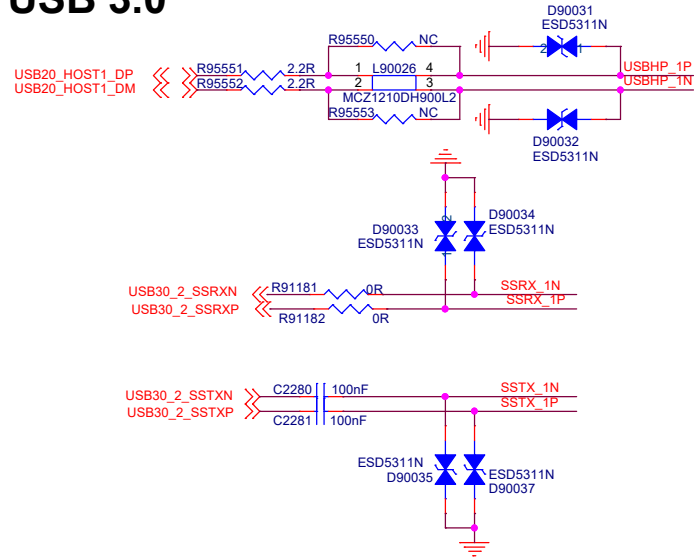 USB 3.0
D90031
ESD5311N
R95550 NC
2 1
USB20_HOST1_DP R95551 2.2R 1 L90026 4 USBHP_1P
USB20_HOST1_DM R95552 2.2R 2 3 USBHP_1N
MCZ1210DH900L2
R95553 NC
D90032
ESD5311N
D90033 2 D90034
ESD5311N 1 ESD5311N
USB30_2_SSRXN R91181 0R SSRX_1N
USB30_2_SSRXP R91182 0R SSRX_1P
USB30_2_SSTXN C2280 100nF SSTX_1N
USB30_2_SSTXP C2281 100nF SSTX_1P
ESD5311N ESD5311N
D90035 D90037